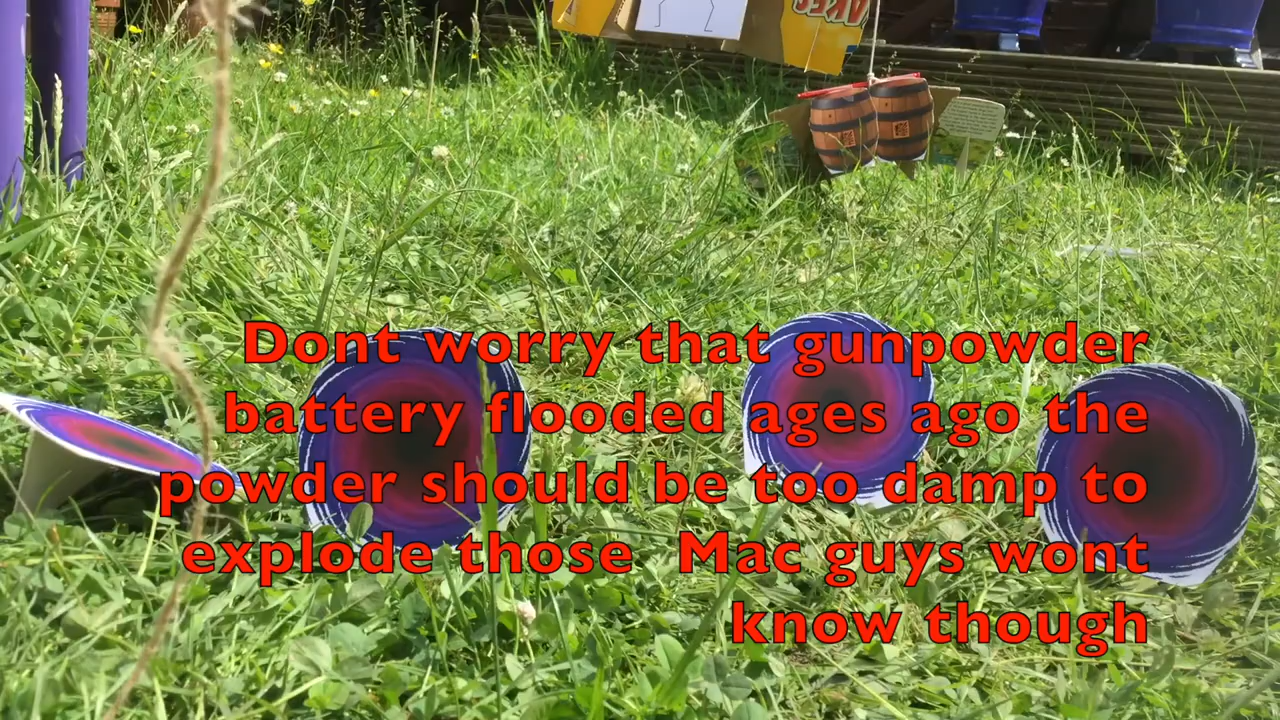 AKES
Dont worry that gunpowder
battery flooded ages ago the
powder should be too damp to
explode those  Mac guys wont
know though